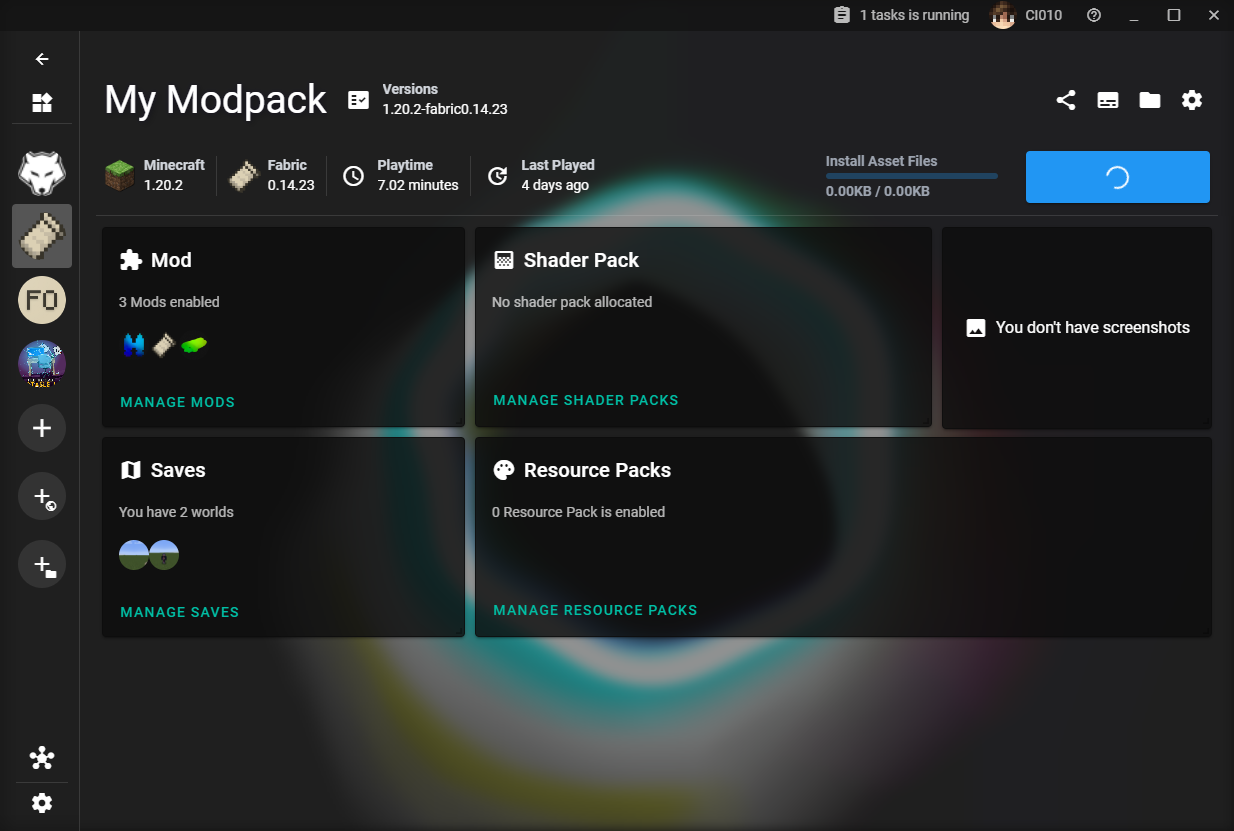 1 tasks is running
CI010
My Modpack
Versions
1.20.2-fabric0.14.23
Minecraft
1.20.2
Fabric
0.14.23
Playtime
7.02 minutes
Last Played
4 days ago
Install Asset Files
0.00KB / 0.00KB
FO
Mod
3 Mods enabled
MANAGE MODS
Shader Pack
No shader pack allocated
MANAGE SHADER PACKS
You don't have screenshots
Saves
You have 2 worlds
MANAGE SAVES
Resource Packs
0 Resource Pack is enabled
MANAGE RESOURCE PACKS